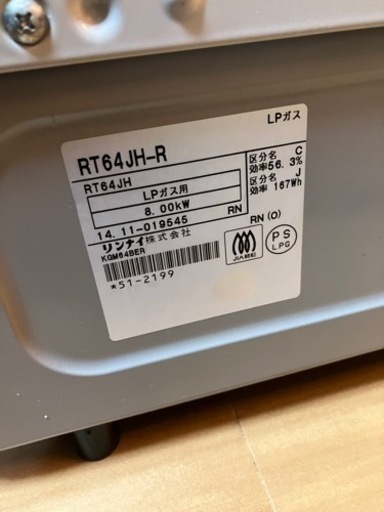 LPガス
RT64JH-R
RT64JH
LPガス用
8.00kW
14.11-019545 RN
リンナイ株式会社
KGM64BER
*51-2199
区分名 C
効率56.3%
区分名 J
効率 167Wh
RN (O)
PS
LPG